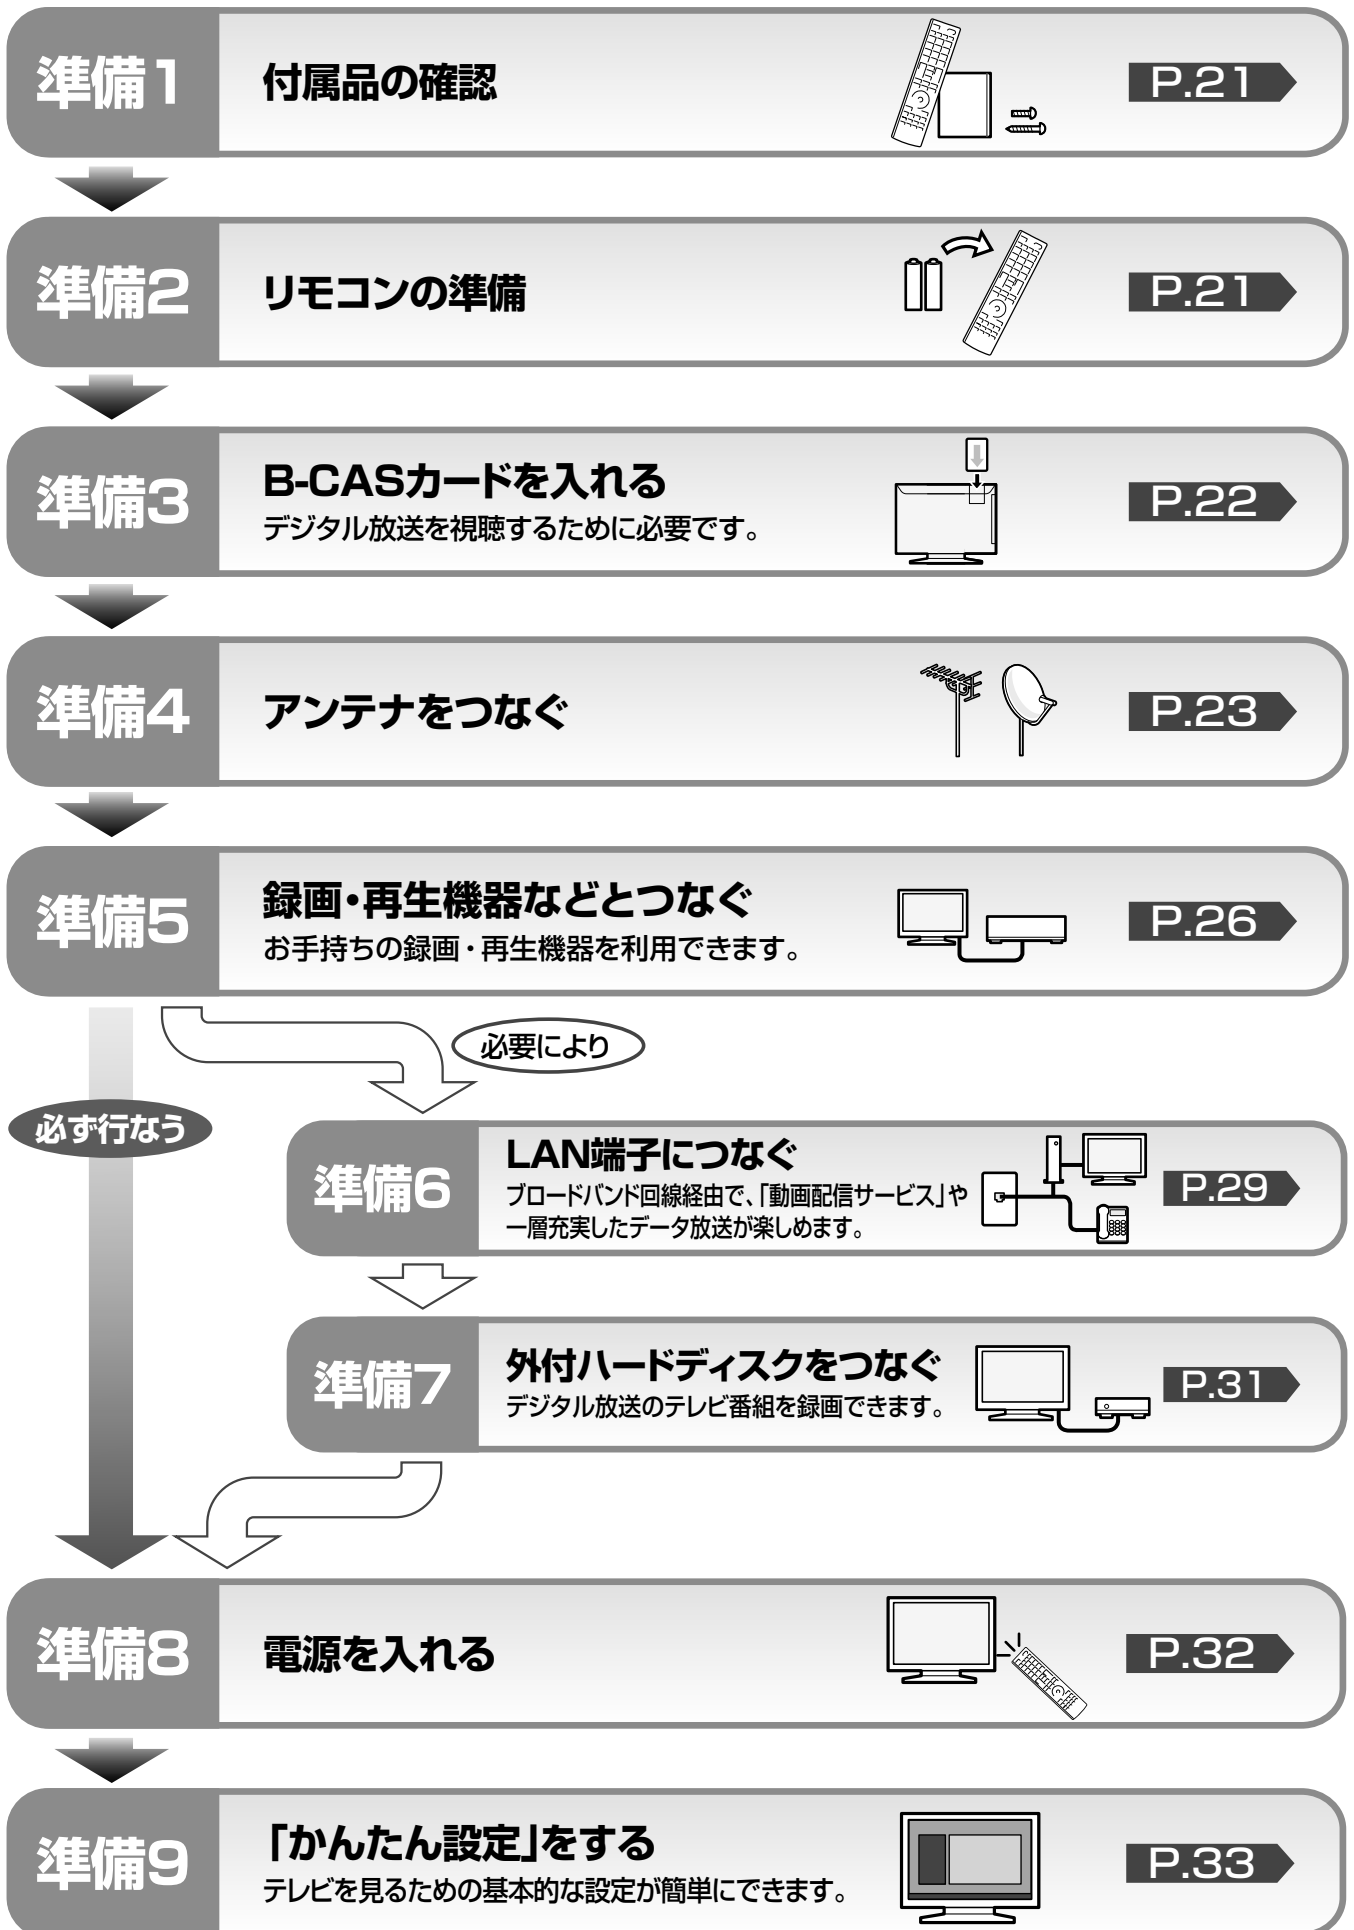 準備1
付属品の確認
P.21
準備2
リモコンの準備
P.21
準備3
B-CASカードを入れる
デジタル放送を視聴するために必要です。
P.22
準備4
アンテナをつなぐ
P.23
準備5
録画・再生機器などとつなぐ
お手持ちの録画・再生機器を利用できます。
P.26
必要により
必ず行なう
準備6
LAN端子につなぐ
ブロードバンド回線経由で、「動画配信サービス」や
一層充実したデータ放送が楽しめます。
P.29
準備7
外付ハードディスクをつなぐ
デジタル放送のテレビ番組を録画できます。
P.31
準備8
電源を入れる
P.32
準備9
「かんたん設定」をする
テレビを見るための基本的な設定が簡単にできます。
P.33